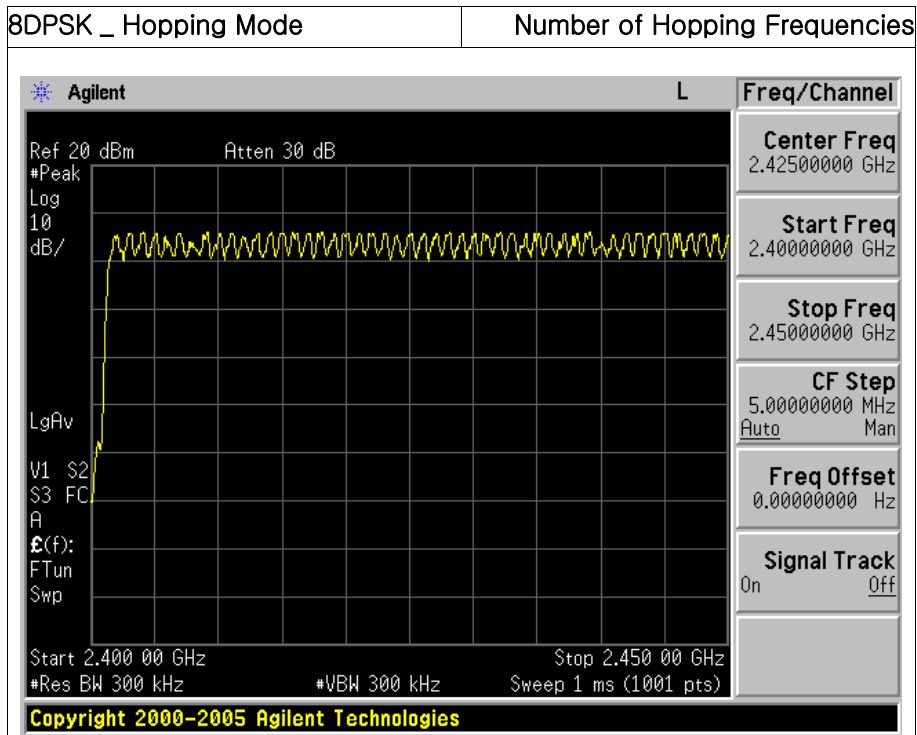 8DPSK _ Hopping Mode Number of Hopping Frequencies
Agilent L Freq/Channel
Ref 20 dBm Atten 30 dB
#Peak
Log
10
dB/
LgAv
V1 S2
S3 FC
A
£(f):
FTun
Swp
Start 2.400 00 GHz Stop 2.450 00 GHz
#Res BW 300 kHz #VBW 300 kHz Sweep 1 ms (1001 pts)
Center Freq
2.42500000 GHz
Start Freq
2.40000000 GHz
Stop Freq
2.45000000 GHz
CF Step
5.00000000 MHz
Auto Man
Freq Offset
0.00000000 Hz
Signal Track
On Off
Copyright 2000-2005 Agilent Technologies